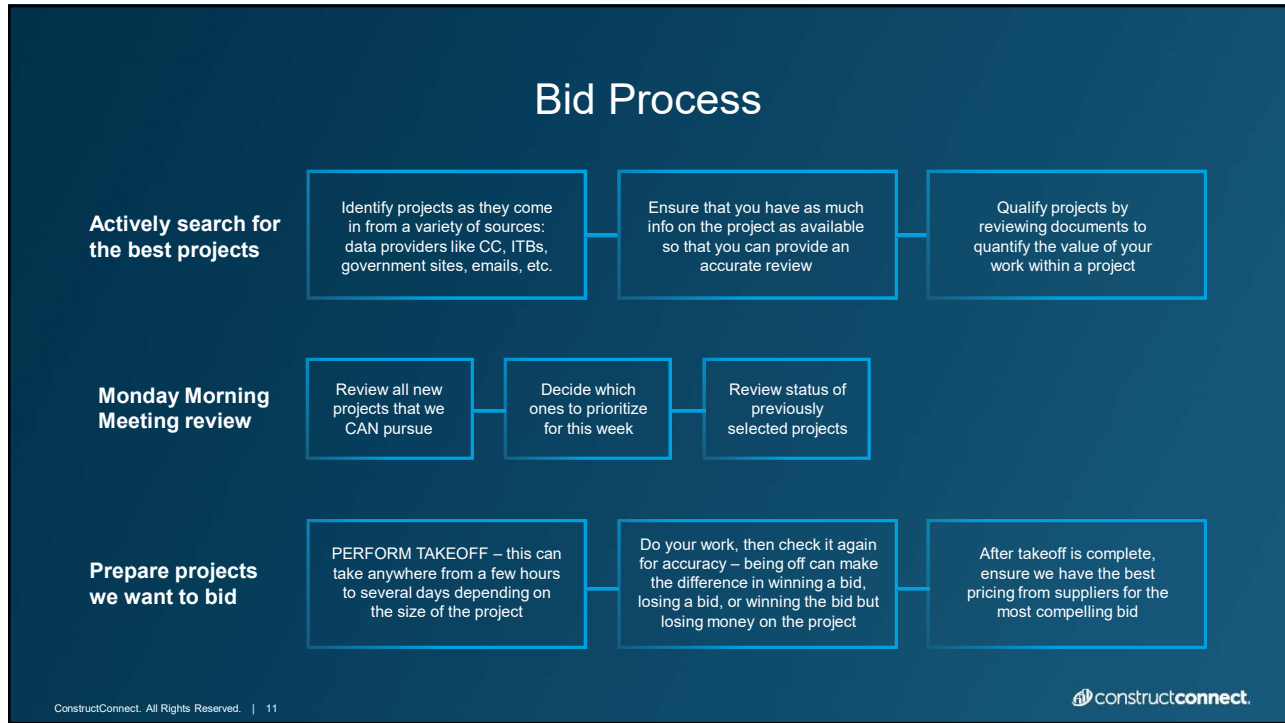 Bid Process
Actively search for
the best projects
Identify projects as they come
in from a variety of sources:
data providers like CC, ITBs,
government sites, emails, etc.
Ensure that you have as much
info on the project as available
so that you can provide an
accurate review
Qualify projects by
reviewing documents to
quantify the value of your
work within a project
Monday Morning
Meeting review
Review all new
projects that we
CAN pursue
Decide which
ones to prioritize
for this week
Review status of
previously
selected projects
Prepare projects
we want to bid
PERFORM TAKEOFF – this can
take anywhere from a few hours
to several days depending on
the size of the project
Do your work, then check it again
for accuracy – being off can make
the difference in winning a bid,
losing a bid, or winning the bid but
losing money on the project
After takeoff is complete,
ensure we have the best
pricing from suppliers for the
most compelling bid
ConstructConnect. All Rights Reserved. | 11
constructconnect.